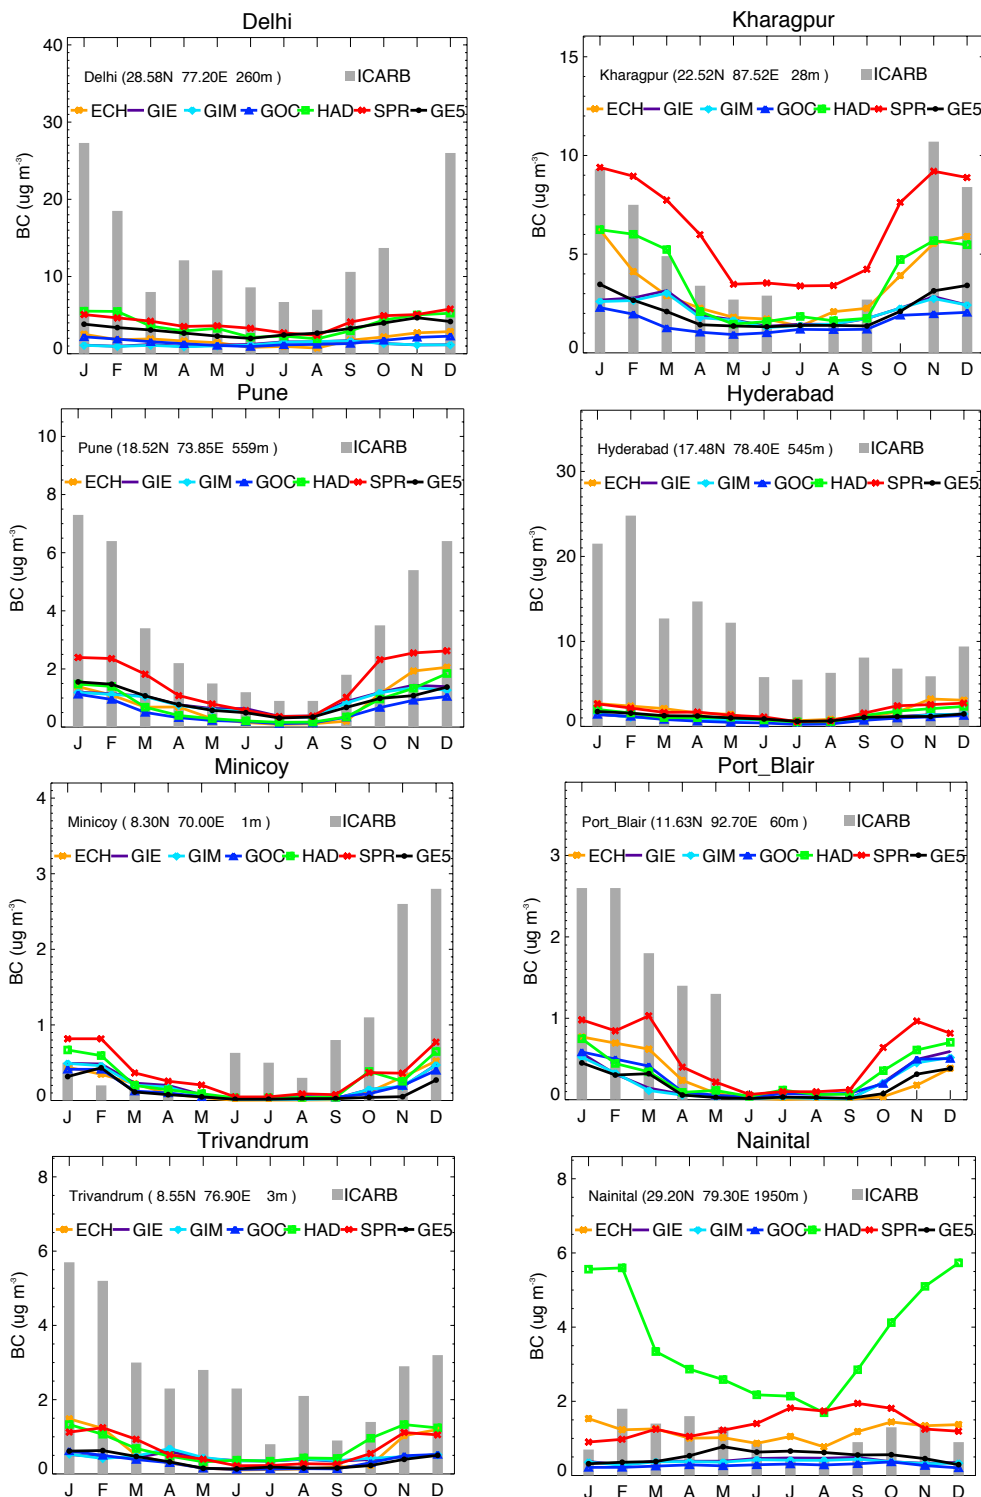 Delhi
40
Delhi (28.58N 77.20E 260m )
ICARB
ECH GIE GIM GOC HAD SPR GE5
30
BC (ug m-3)
20
10
0
J F M A M J J A S O N D
Kharagpur
15
Kharagpur (22.52N 87.52E 28m )
ICARB
ECH GIE GIM GOC HAD SPR GE5
BC (ug m-3)
10
5
0
J F M A M J J A S O N D
Pune
10
Pune (18.52N 73.85E 559m )
ICARB
ECH GIE GIM GOC HAD SPR GE5
8
BC (ug m-3)
6
4
2
0
J F M A M J J A S O N D
Hyderabad
Hyderabad (17.48N 78.40E 545m )
ICARB
30
ECH GIE GIM GOC HAD SPR GE5
BC (ug m-3)
20
10
0
J F M A M J J A S O N D
Minicoy
4
Minicoy ( 8.30N 70.00E 1m )
ICARB
ECH GIE GIM GOC HAD SPR GE5
3
BC (ug m-3)
2
1
0
J F M A M J J A S O N D
Port_Blair
Port_Blair (11.63N 92.70E 60m )
ICARB
3
ECH GIE GIM GOC HAD SPR GE5
BC (ug m-3)
2
1
0
J F M A M J J A S O N D
Trivandrum
8
Trivandrum ( 8.55N 76.90E 3m )
ICARB
ECH GIE GIM GOC HAD SPR GE5
6
BC (ug m-3)
4
2
0
J F M A M J J A S O N D
Nainital
8
Nainital (29.20N 79.30E 1950m )
ICARB
ECH GIE GIM GOC HAD SPR GE5
6
BC (ug m-3)
4
2
0
J F M A M J J A S O N D